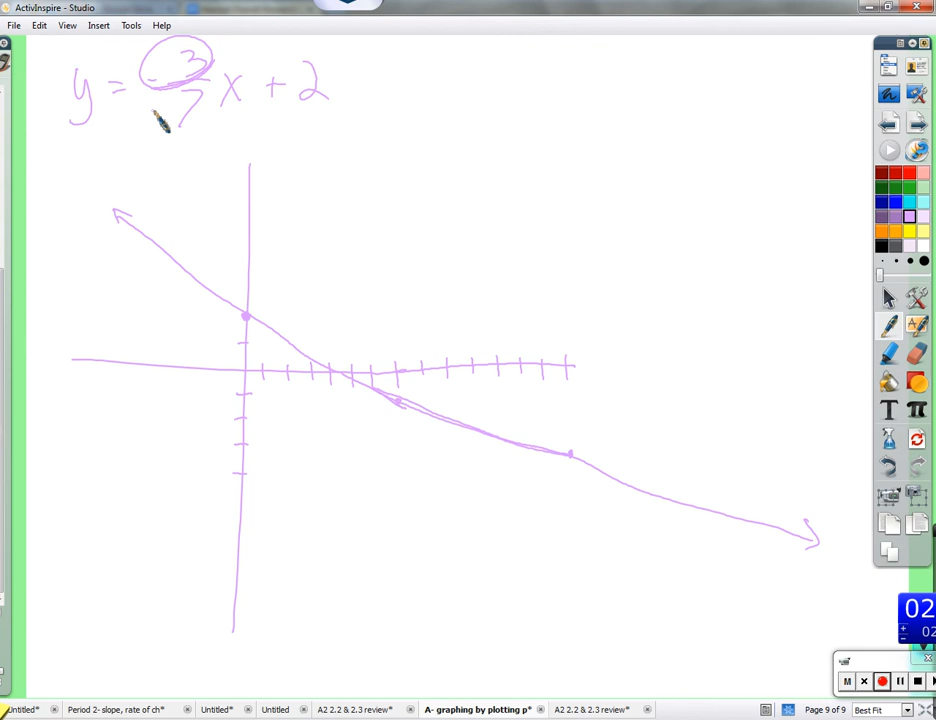 ActivInspire - Studio
File Edit View Insert Tools Help
y = -3/7 x + 2
T π
02
02
M
Untitled* Period 2- slope, rate of ch* Untitled* Untitled A2 2.2 & 2.3 review* A- graphing by plotting p* A2 2.2 & 2.3 review* Page 9 of 9 Best Fit